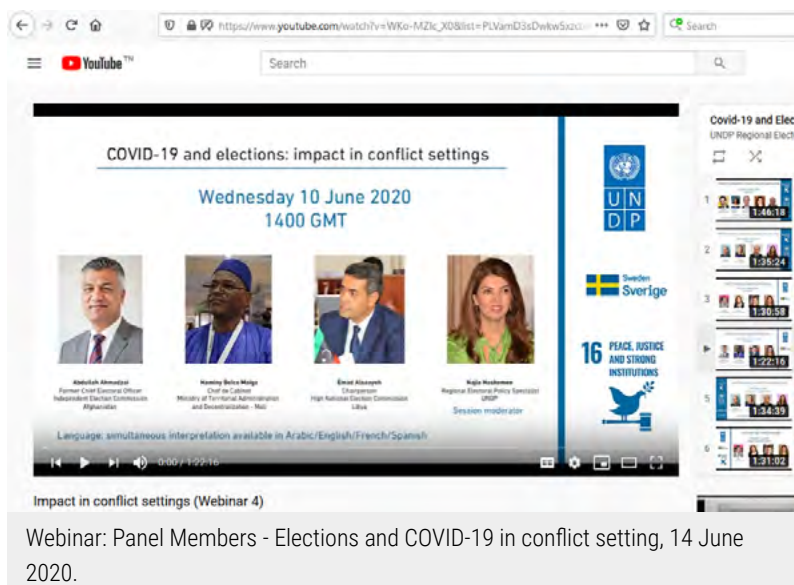 https://www.youtube.com/watch?v=WKo-MZIc_X0&list=PLVamD3sDwkw5xzc
Search
YouTube™
Search
COVID-19 and elections: impact in conflict settings
Wednesday 10 June 2020
1400 GMT
Abdullah Ahmadzai
Former Chief Electoral Officer
Independent Election Commission
Afghanistan
Chef de Cabinet
Ministry of Territorial Administration
and Decentralization - Mali
Emad Alsayeh
Chairperson
High National Election Commission
Libya
Regional Electoral Policy Specialist
UNDP
Session moderator
Language: simultaneous interpretation available in Arabic/English/French/Spanish
U N
D P
Sweden
Sverige
16 PEACE, JUSTICE
AND STRONG
INSTITUTIONS
0:00 / 1:22:16
CC
Impact in conflict settings (Webinar 4)
Covid-19 and Elec
UNDP Regional Elect
1
1:46:18
2
1:35:24
3
1:30:58
1:22:16
5
1:34:39
6
1:31:02
Webinar: Panel Members - Elections and COVID-19 in conflict setting, 14 June
2020.